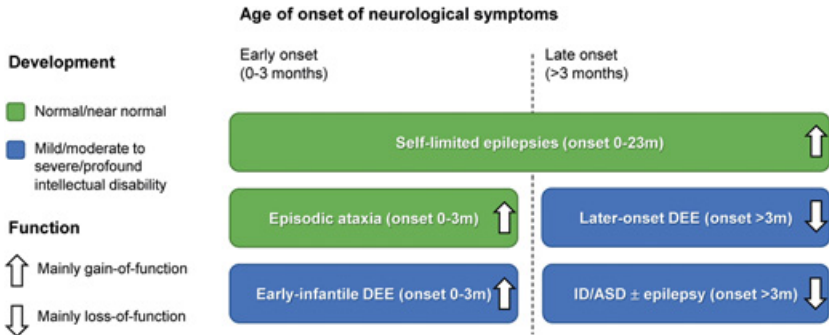 Age of onset of neurological symptoms
Early onset
(0-3 months)
Late onset
(>3 months)
Development
Normal/near normal
Mild/moderate to
severe/profound
intellectual disability
Function
Mainly gain-of-function
Mainly loss-of-function
Self-limited epilepsies (onset 0-23m)
Episodic ataxia (onset 0-3m)
Later-onset DEE (onset >3m)
Early-infantile DEE (onset 0-3m)
ID/ASD ± epilepsy (onset >3m)